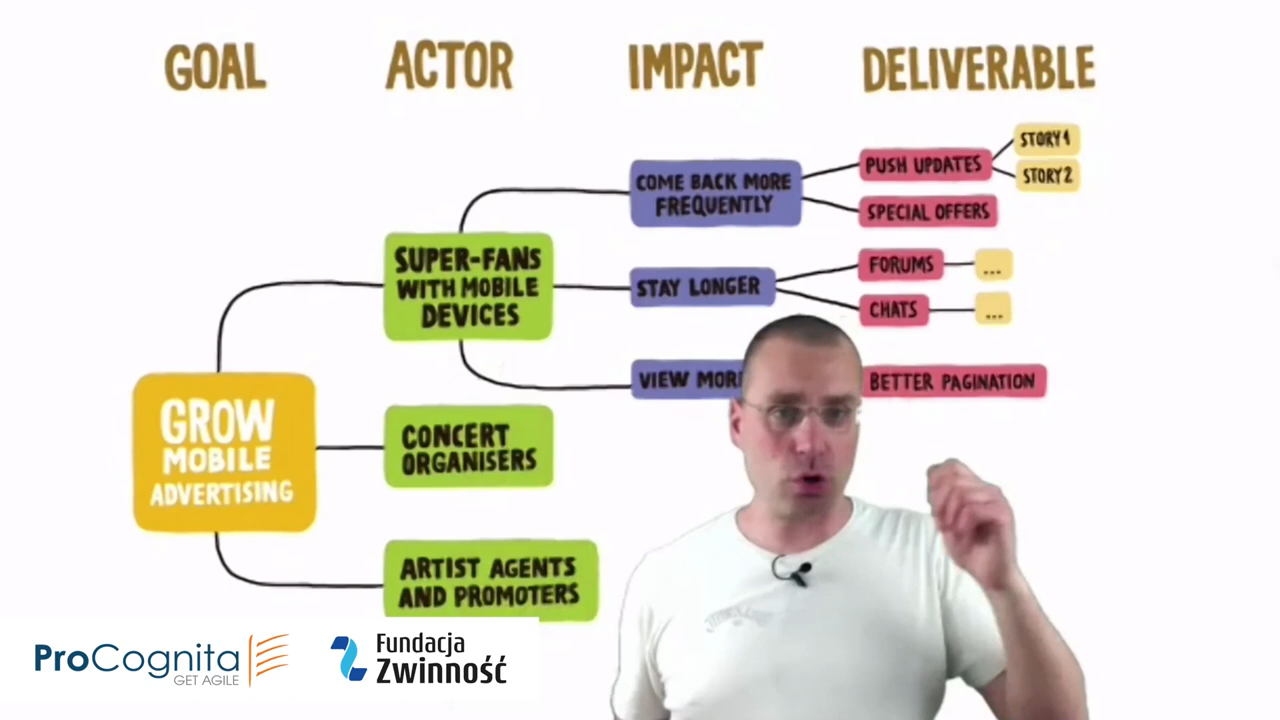 GOAL
ACTOR
IMPACT
DELIVERABLE
GROW
MOBILE
ADVERTISING
SUPER-FANS
WITH MOBILE
DEVICES
CONCERT
ORGANISERS
ARTIST AGENTS
AND PROMOTERS
COME BACK MORE
FREQUENTLY
STAY LONGER
VIEW MORE
PUSH UPDATES
STORY 1
STORY 2
SPECIAL OFFERS
FORUMS
...
CHATS
...
BETTER PAGINATION
ProCognita
GET AGILE
Fundacja
Zwinność